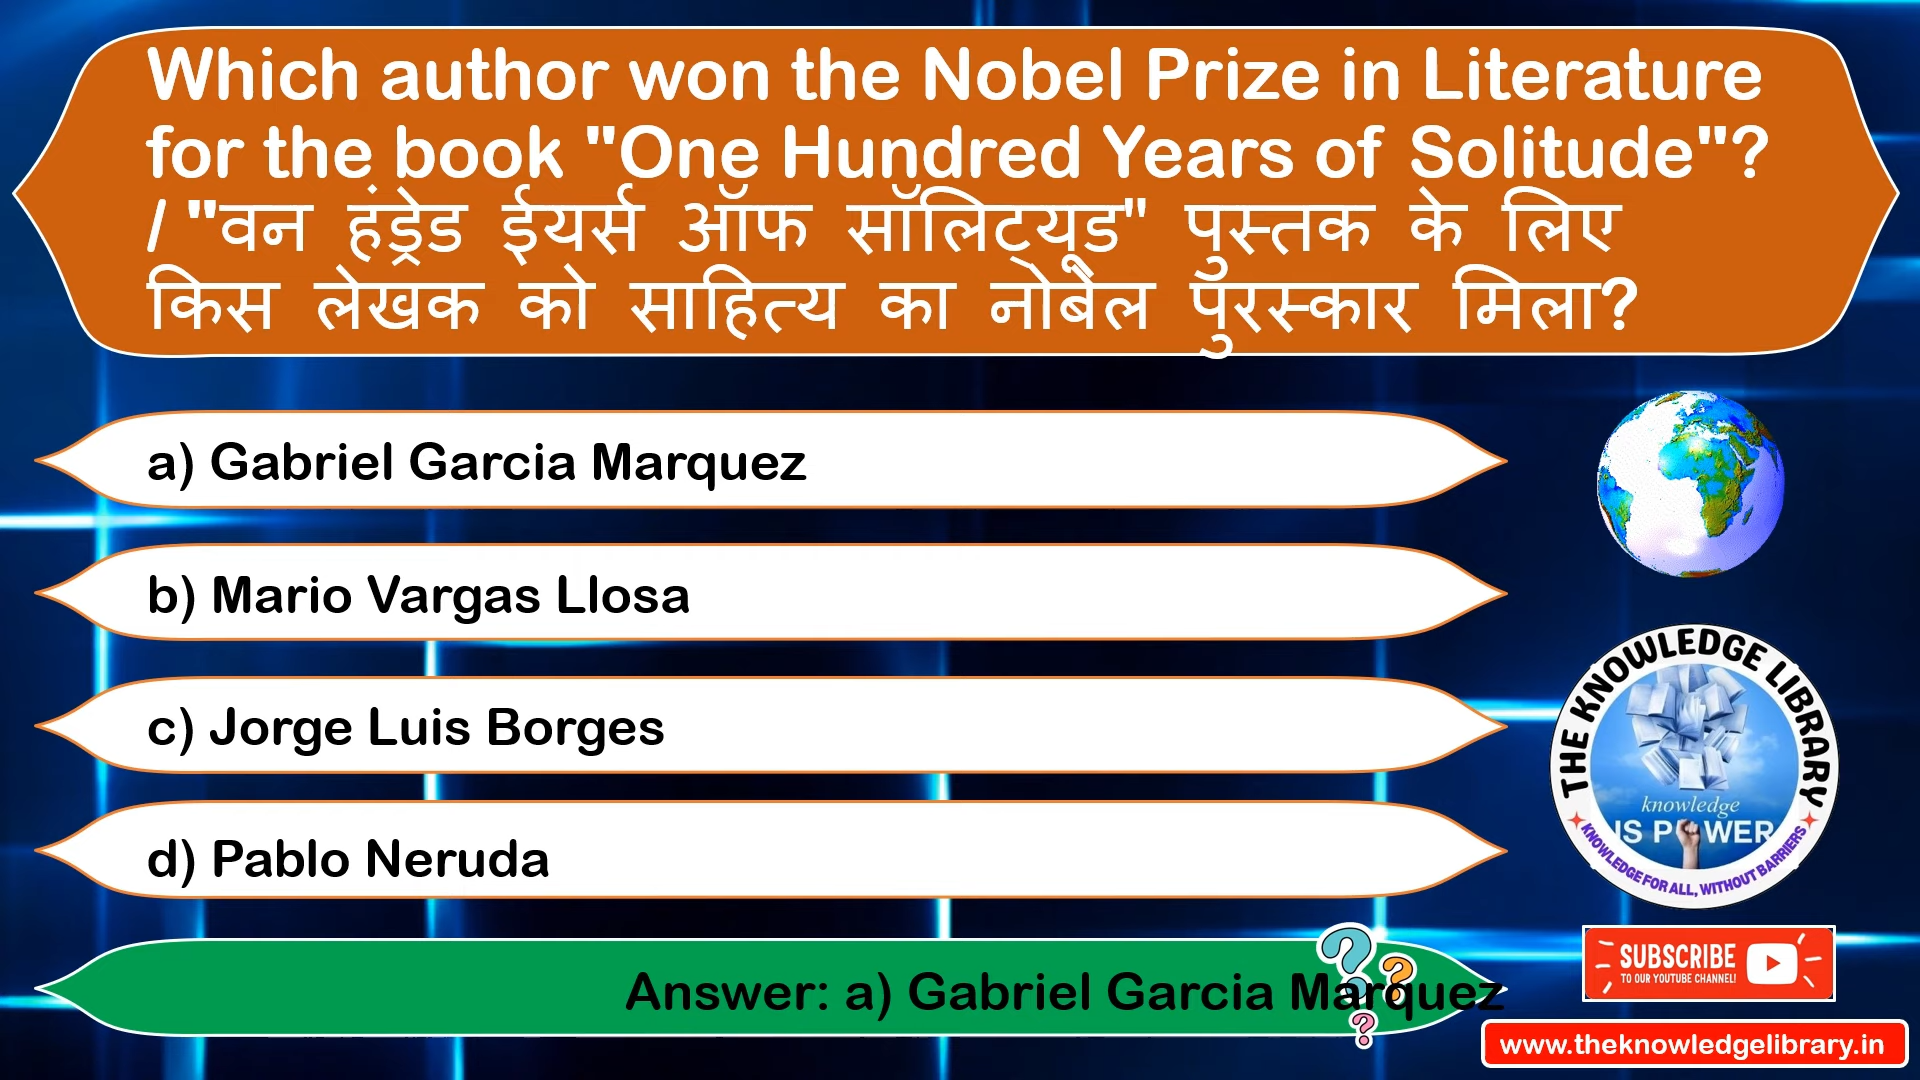 Which author won the Nobel Prize in Literature
for the book "One Hundred Years of Solitude"?
/ "वन हंड्रेड ईयर्स ऑफ सॉलिट्यूड" पुस्तक के लिए
किस लेखक को साहित्य का नोबेल पुरस्कार मिला?
a) Gabriel Garcia Marquez
b) Mario Vargas Llosa
c) Jorge Luis Borges
d) Pablo Neruda
Answer: a) Gabriel Garcia Marquez
THE KNOWLEDGE LIBRARY
knowledge
IS POWER
KNOWLEDGE FOR ALL, WITHOUT BARRIERS
SUBSCRIBE
TO OUR YOUTUBE CHANNEL!
www.theknowledgelibrary.in